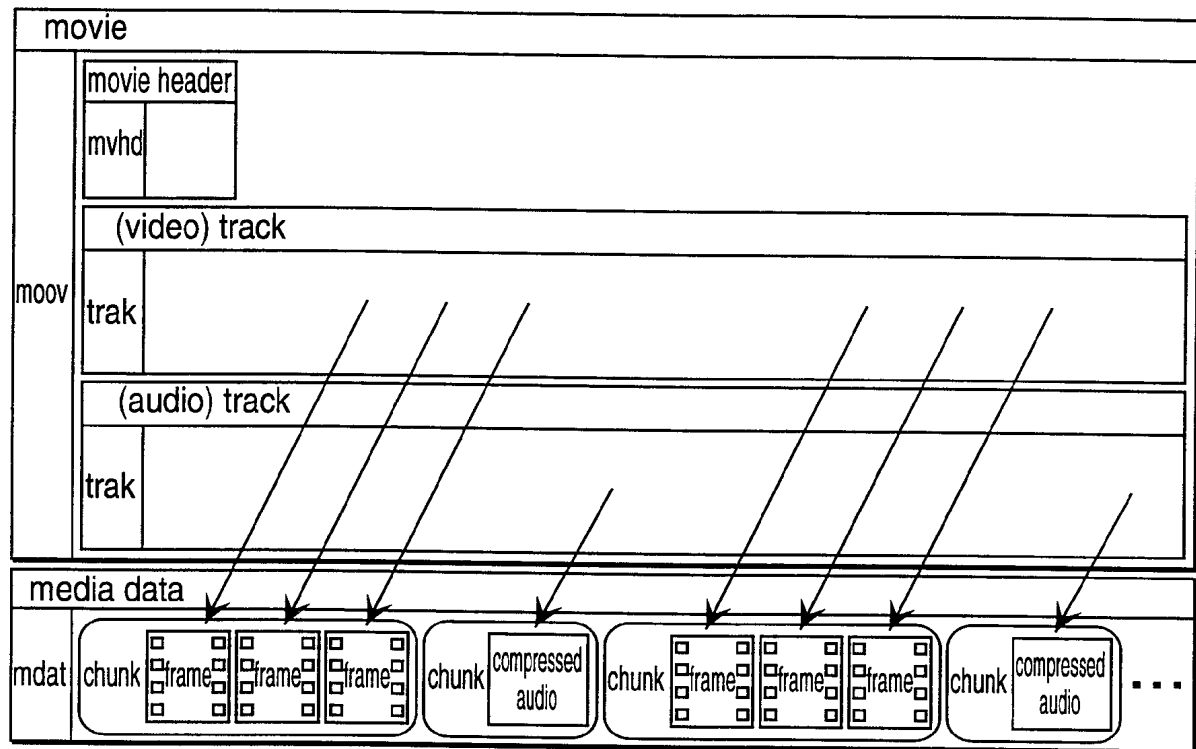 movie
movie header
mvhd
(video) track
moov
trak
(audio) track
trak
media data
mdat
chunk frame frame frame
chunk compressed audio
chunk frame frame frame
chunk compressed audio
...